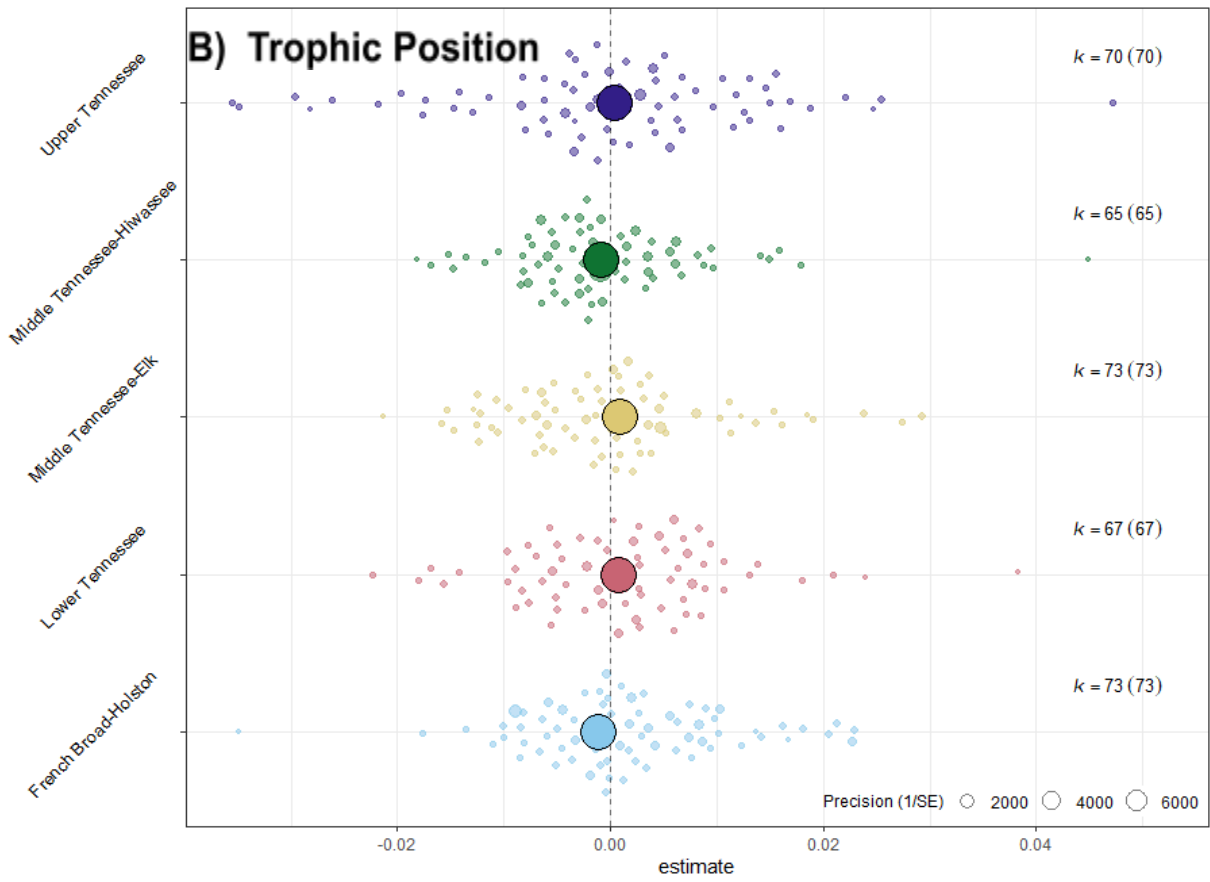 B) Trophic Position
Upper Tennessee
k = 70 (70)
Middle Tennessee-Hiwassee
k = 65 (65)
Middle Tennessee-Elk
k = 73 (73)
Lower Tennessee
k = 67 (67)
French Broad-Holston
k = 73 (73)
Precision (1/SE) 2000 4000 6000
-0.02 0.00 0.02 0.04
estimate